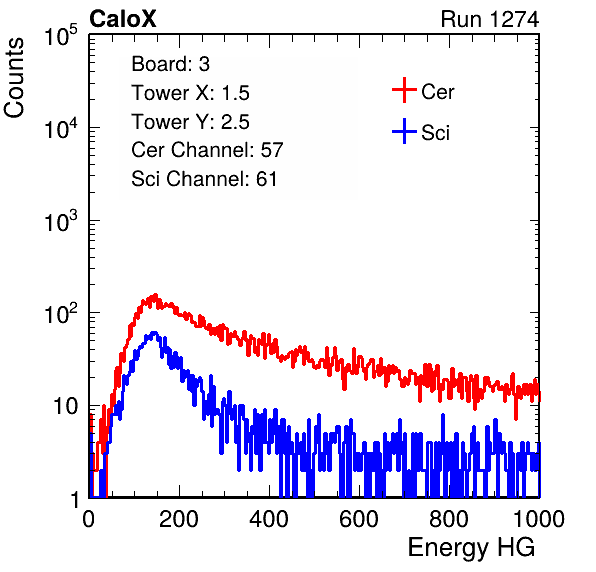 CaloX Run 1274
Counts
10^5
10^4
10^3
10^2
10
1
Board: 3
Tower X: 1.5
Tower Y: 2.5
Cer Channel: 57
Sci Channel: 61
Cer
Sci
0 200 400 600 800 1000
Energy HG